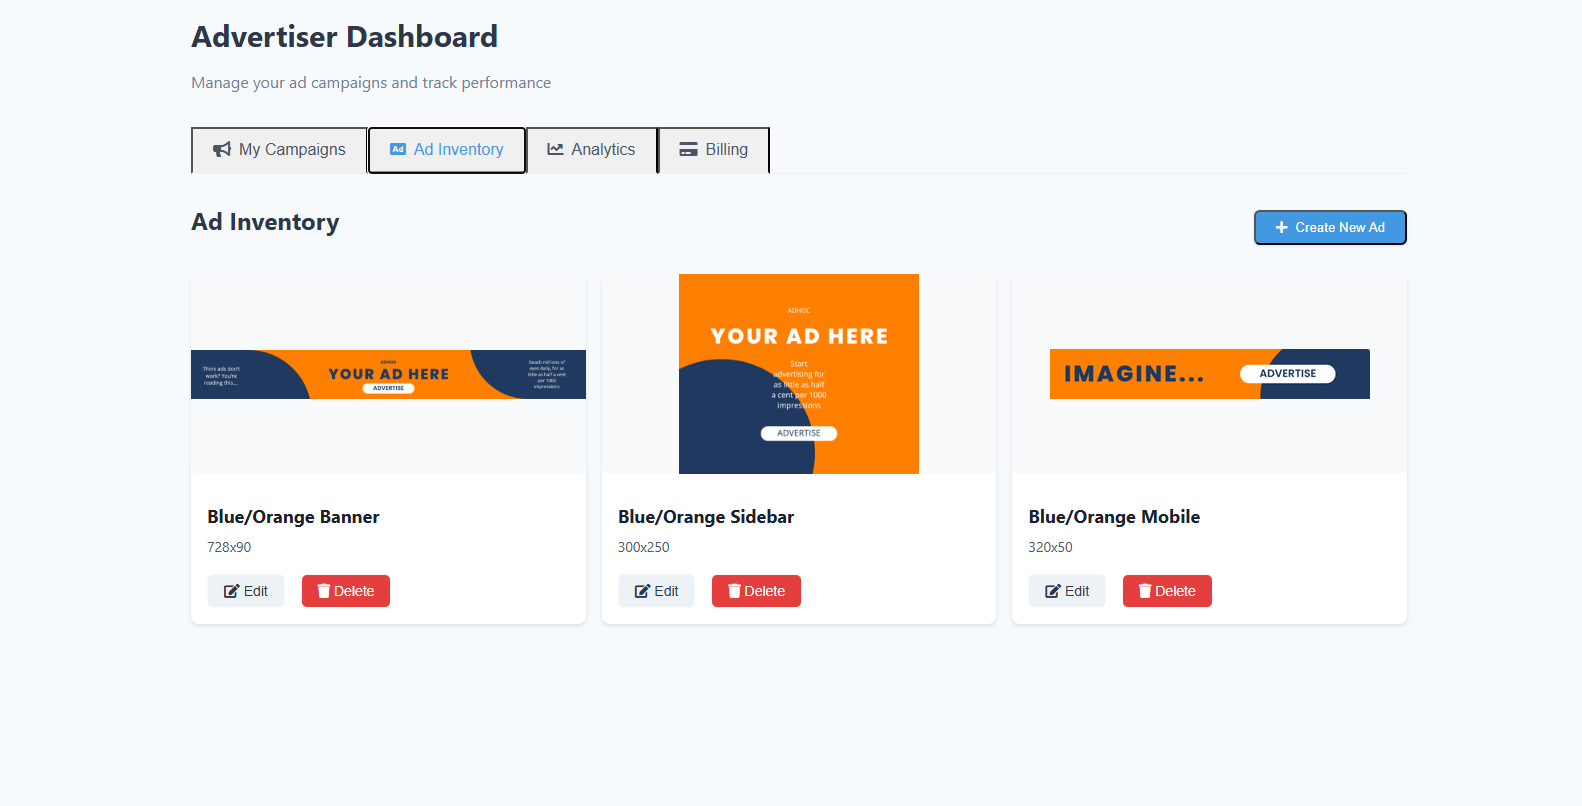 Advertiser Dashboard
Manage your ad campaigns and track performance
My Campaigns
Ad Ad Inventory
Analytics
Billing
Ad Inventory
Create New Ad
Think ads don't
work? You're
reading this...
ADHOC
YOUR AD HERE
ADVERTISE
Reach millions of
eyes daily, for as
little as half a cent
per 1000
impressions
ADHOC
YOUR AD HERE
Start
advertising for
as little as half
a cent per 1000
impressions
ADVERTISE
IMAGINE...
ADVERTISE
Blue/Orange Banner
728x90
Edit
Delete
Blue/Orange Sidebar
300x250
Edit
Delete
Blue/Orange Mobile
320x50
Edit
Delete